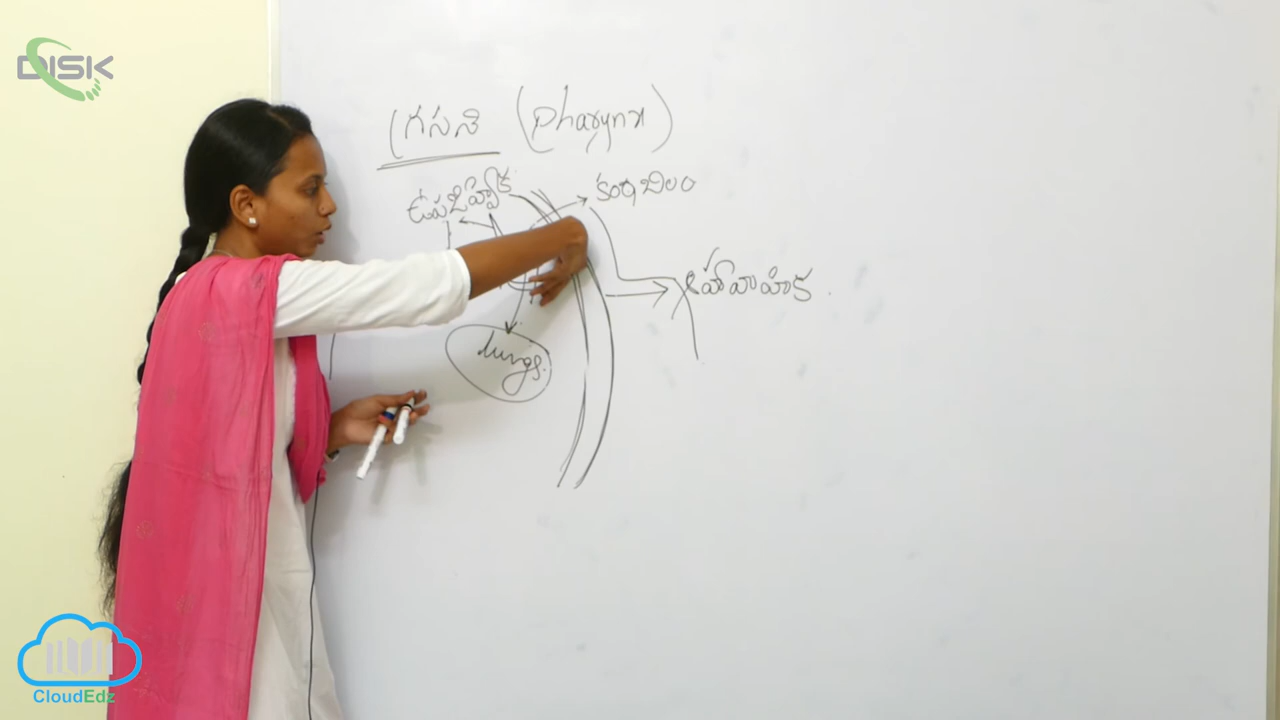 DISK
గ్రసని (pharynx)
ఉపజిహ్విక
కంఠబిలం
ఆహారవాహిక.
lungs.
CloudEdz